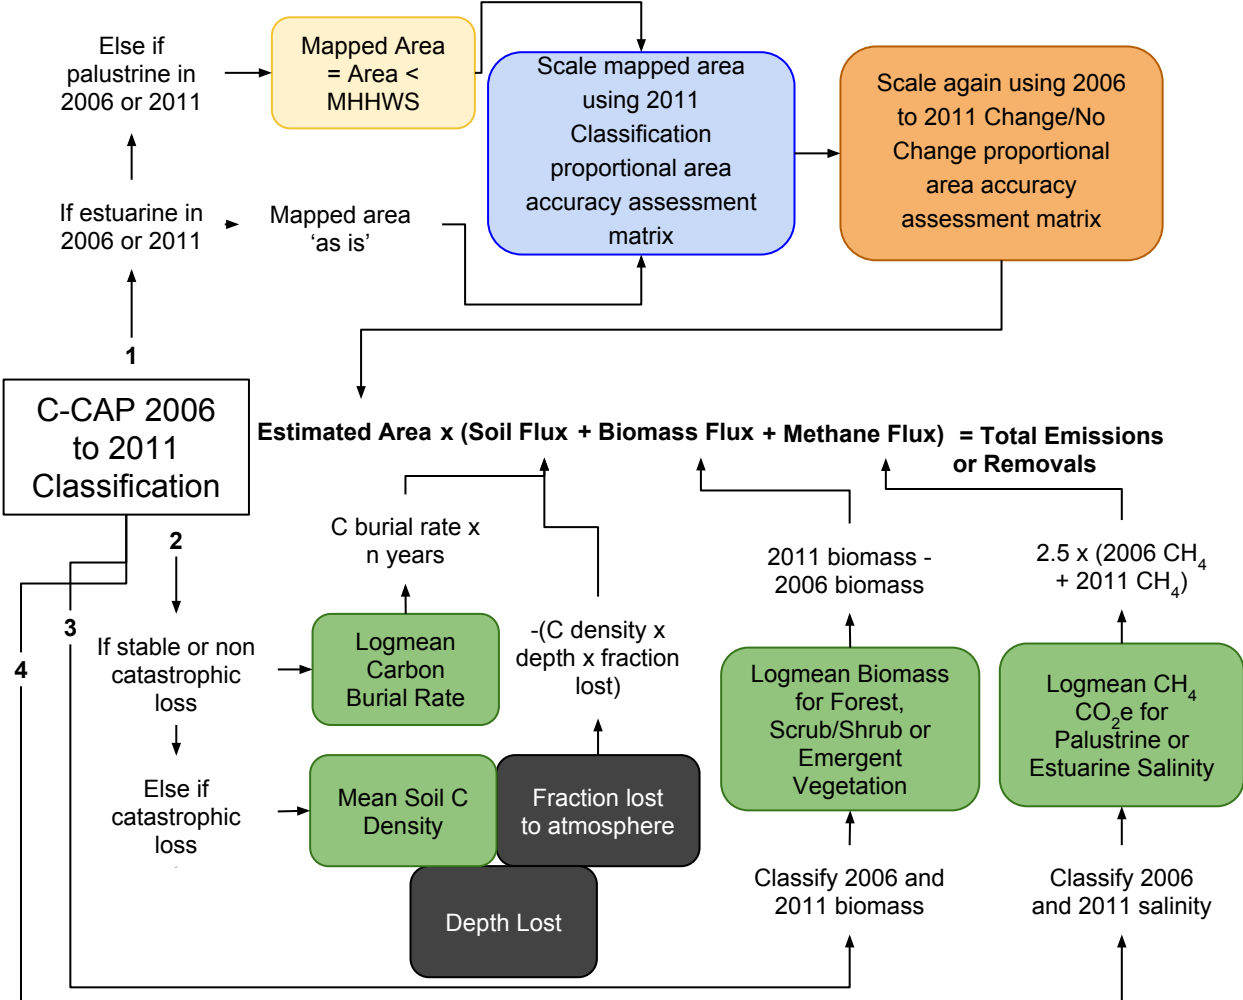 Else if
palustrine in
2006 or 2011
Mapped Area
= Area <
MHHWS
Scale mapped area
using 2011
Classification
proportional area
accuracy assessment
matrix
Scale again using 2006
to 2011 Change/No
Change proportional
area accuracy
assessment matrix
If estuarine in
2006 or 2011
Mapped area
‘as is’
1
C-CAP 2006
to 2011
Classification
Estimated Area x (Soil Flux + Biomass Flux + Methane Flux) = Total Emissions
or Removals
2
3
4
If stable or non
catastrophic
loss
Else if
catastrophic
loss
C burial rate x
n years
Logmean
Carbon
Burial Rate
-(C density x
depth x fraction
lost)
Mean Soil C
Density
Fraction lost
to atmosphere
Depth Lost
2011 biomass -
2006 biomass
Logmean Biomass
for Forest,
Scrub/Shrub or
Emergent
Vegetation
Classify 2006 and
2011 biomass
2.5 x (2006 CH₄
+ 2011 CH₄)
Logmean CH₄
CO₂e for
Palustrine or
Estuarine Salinity
Classify 2006
and 2011 salinity